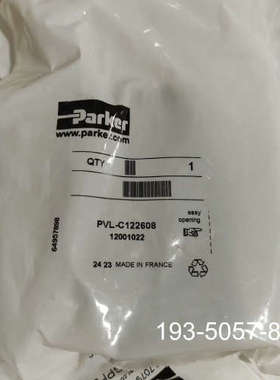 Parker
www.parker.com
QTY
1
PVL-C122608
12001022
easy
opening
64957898
24 23 MADE IN FRANCE
193-5057-8